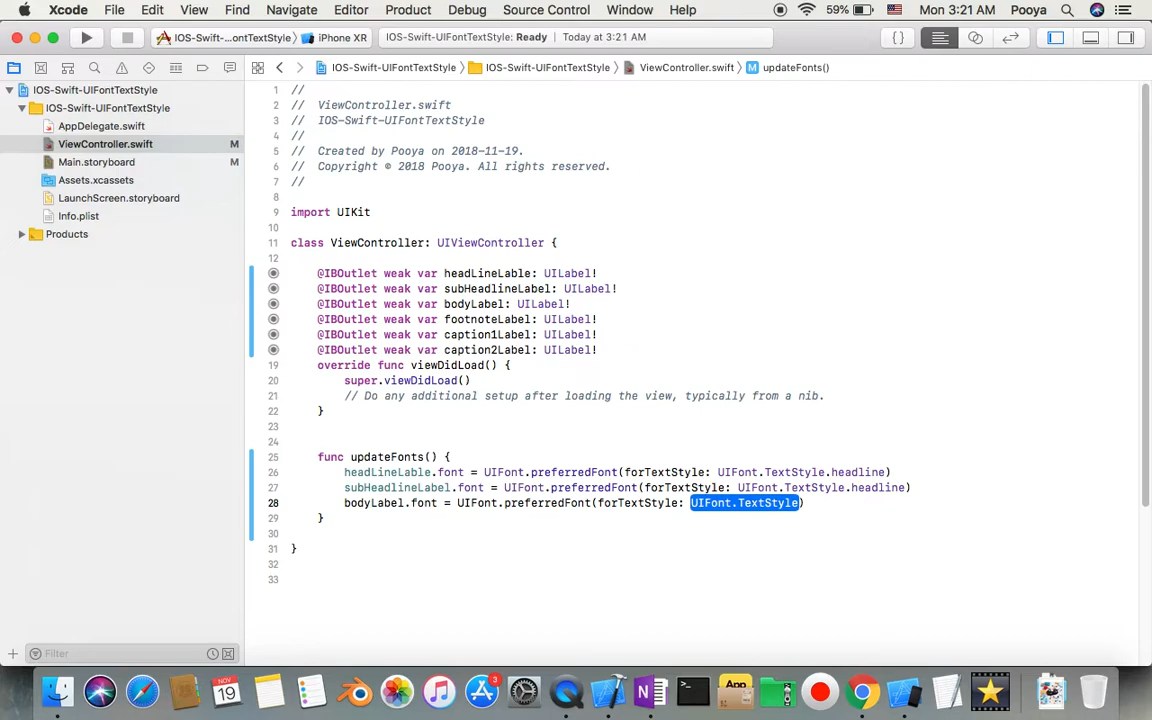 Xcode File Edit View Find Navigate Editor Product Debug Source Control Window Help 59% Mon 3:21 AM Pooya
IOS-Swift-...ontTextStyle iPhone XR IOS-Swift-UIFontTextStyle: Ready Today at 3:21 AM
IOS-Swift-UIFontTextStyle IOS-Swift-UIFontTextStyle ViewController.swift M updateFonts()
IOS-Swift-UIFontTextStyle
IOS-Swift-UIFontTextStyle
AppDelegate.swift
ViewController.swift M
Main.storyboard M
Assets.xcassets
LaunchScreen.storyboard
Info.plist
Products
1 //
2 // ViewController.swift
3 // IOS-Swift-UIFontTextStyle
4 //
5 // Created by Pooya on 2018-11-19.
6 // Copyright © 2018 Pooya. All rights reserved.
7 //
8
9 import UIKit
10
11 class ViewController: UIViewController {
12
@IBOutlet weak var headLineLable: UILabel!
@IBOutlet weak var subHeadlineLabel: UILabel!
@IBOutlet weak var bodyLabel: UILabel!
@IBOutlet weak var footnoteLabel: UILabel!
@IBOutlet weak var caption1Label: UILabel!
@IBOutlet weak var caption2Label: UILabel!
19 override func viewDidLoad() {
20 super.viewDidLoad()
21 // Do any additional setup after loading the view, typically from a nib.
22 }
23
24
25 func updateFonts() {
26 headLineLable.font = UIFont.preferredFont(forTextStyle: UIFont.TextStyle.headline)
27 subHeadlineLabel.font = UIFont.preferredFont(forTextStyle: UIFont.TextStyle.headline)
28 bodyLabel.font = UIFont.preferredFont(forTextStyle: UIFont.TextStyle)
29 }
30
31 }
32
33
Filter
NOV
19
3